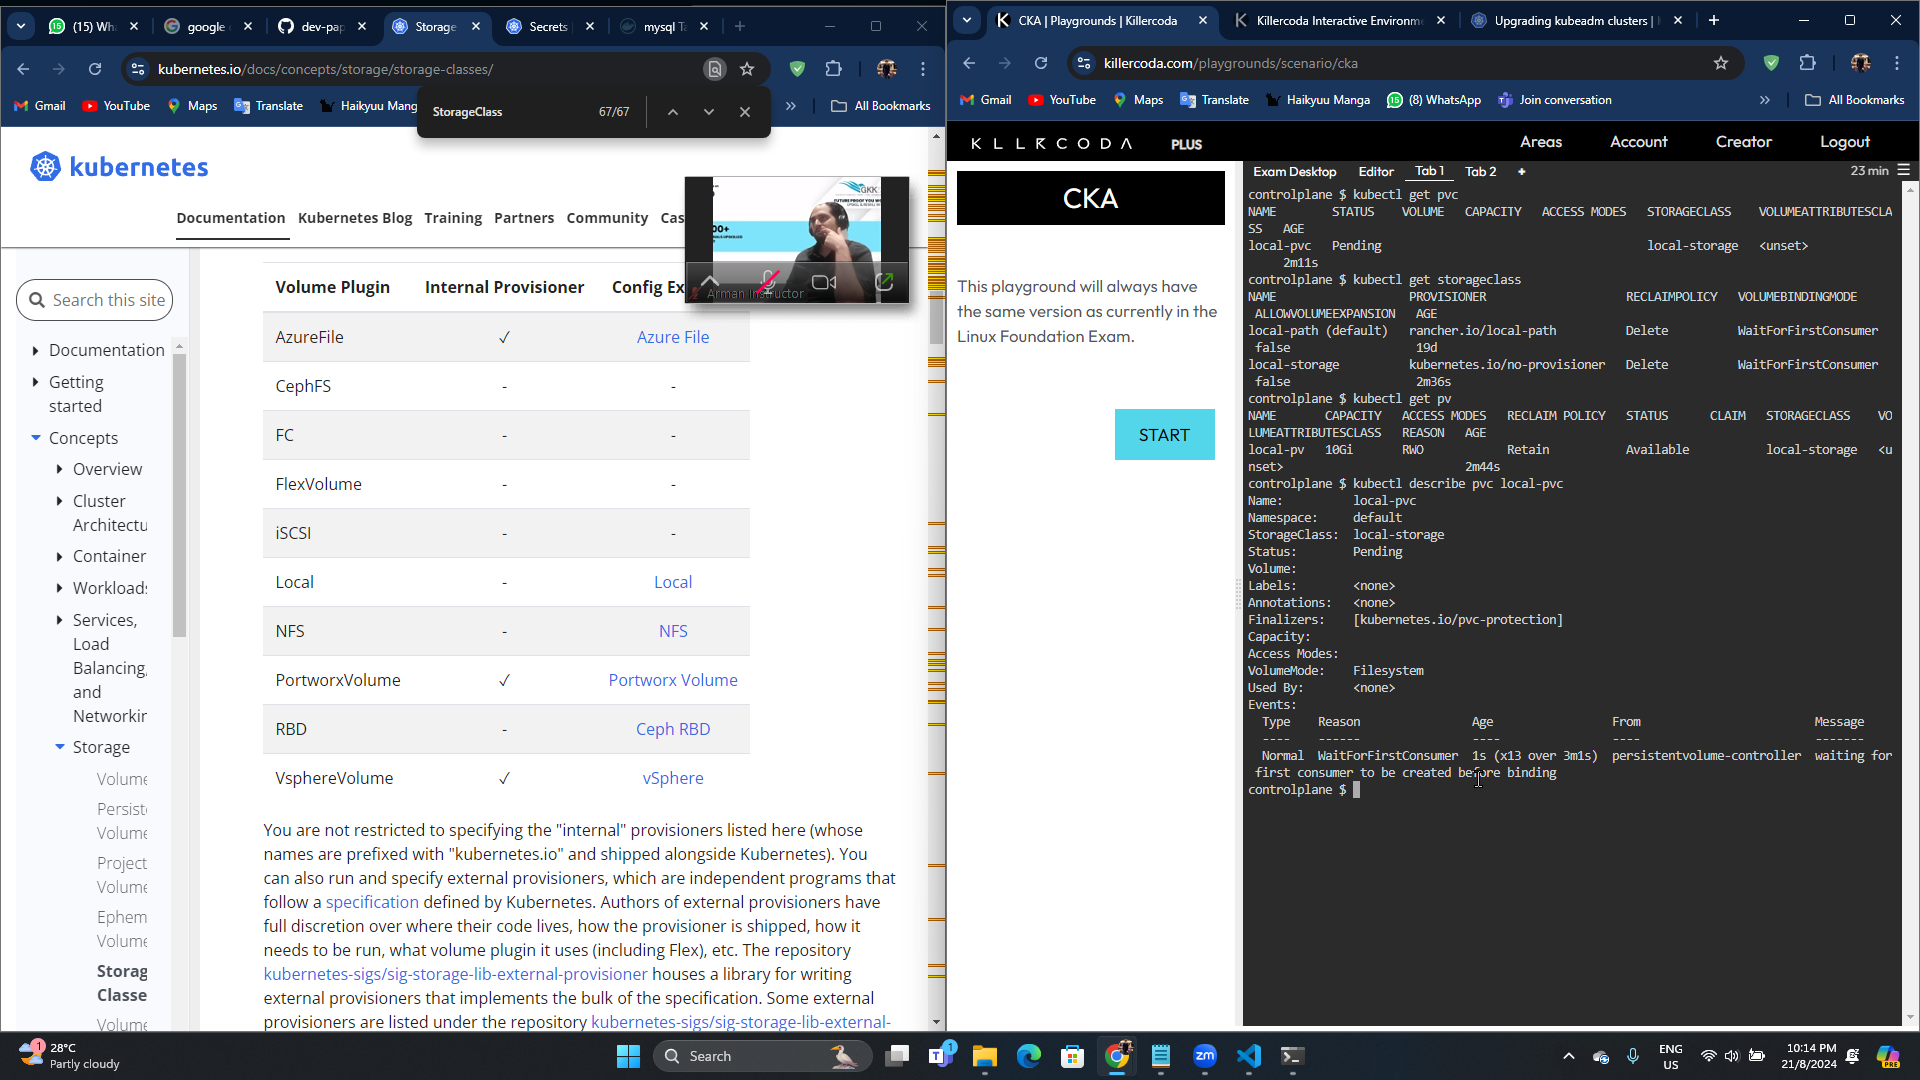 (15) Wh
google
dev-pap
Storage
Secrets
mysql Ta
kubernetes.io/docs/concepts/storage/storage-classes/
Gmail
YouTube
Maps
Translate
Haikyuu Mang
All Bookmarks
StorageClass
67/67
kubernetes
Documentation
Kubernetes Blog
Training
Partners
Community
Cas
Arman Instructor
Search this site
Documentation
Getting
started
Concepts
Overview
Cluster
Architectu
Container
Workloads
Services,
Load
Balancing,
and
Networkin
Storage
Volume
Persist
Volume
Project
Volume
Ephem
Volume
Storag
Classe
Volume
Volume Plugin Internal Provisioner Config Ex
AzureFile ✓ Azure File
CephFS - -
FC - -
FlexVolume - -
iSCSI - -
Local - Local
NFS - NFS
PortworxVolume ✓ Portworx Volume
RBD - Ceph RBD
VsphereVolume ✓ vSphere
You are not restricted to specifying the "internal" provisioners listed here (whose
names are prefixed with "kubernetes.io" and shipped alongside Kubernetes). You
can also run and specify external provisioners, which are independent programs that
follow a specification defined by Kubernetes. Authors of external provisioners have
full discretion over where their code lives, how the provisioner is shipped, how it
needs to be run, what volume plugin it uses (including Flex), etc. The repository
kubernetes-sigs/sig-storage-lib-external-provisioner houses a library for writing
external provisioners that implements the bulk of the specification. Some external
provisioners are listed under the repository kubernetes-sigs/sig-storage-lib-external-
CKA | Playgrounds | Killercoda
Killercoda Interactive Environm
Upgrading kubeadm clusters |
killercoda.com/playgrounds/scenario/cka
Gmail
YouTube
Maps
Translate
Haikyuu Manga
(8) WhatsApp
Join conversation
All Bookmarks
KILLERCODA
PLUS
Areas
Account
Creator
Logout
CKA
This playground will always have
the same version as currently in the
Linux Foundation Exam.
START
Exam Desktop Editor Tab 1 Tab 2 +
23 min
controlplane $ kubectl get pvc
NAME STATUS VOLUME CAPACITY ACCESS MODES STORAGECLASS VOLUMEATTRIBUTESCLA
SS AGE
local-pvc Pending local-storage <unset>
2m11s
controlplane $ kubectl get storageclass
NAME PROVISIONER RECLAIMPOLICY VOLUMEBINDINGMODE
ALLOWVOLUMEEXPANSION AGE
local-path (default) rancher.io/local-path Delete WaitForFirstConsumer
false 19d
local-storage kubernetes.io/no-provisioner Delete WaitForFirstConsumer
false 2m36s
controlplane $ kubectl get pv
NAME CAPACITY ACCESS MODES RECLAIM POLICY STATUS CLAIM STORAGECLASS VO
LUMEATTRIBUTESCLASS REASON AGE
local-pv 10Gi RWO Retain Available local-storage <u
nset> 2m44s
controlplane $ kubectl describe pvc local-pvc
Name: local-pvc
Namespace: default
StorageClass: local-storage
Status: Pending
Volume:
Labels: <none>
Annotations: <none>
Finalizers: [kubernetes.io/pvc-protection]
Capacity:
Access Modes:
VolumeMode: Filesystem
Used By: <none>
Events:
Type Reason Age From Message
---- ------ ---- ---- -------
Normal WaitForFirstConsumer 1s (x13 over 3m1s) persistentvolume-controller waiting for
first consumer to be created before binding
controlplane $
28°C
Partly cloudy
Search
ENG
US
10:14 PM
21/8/2024